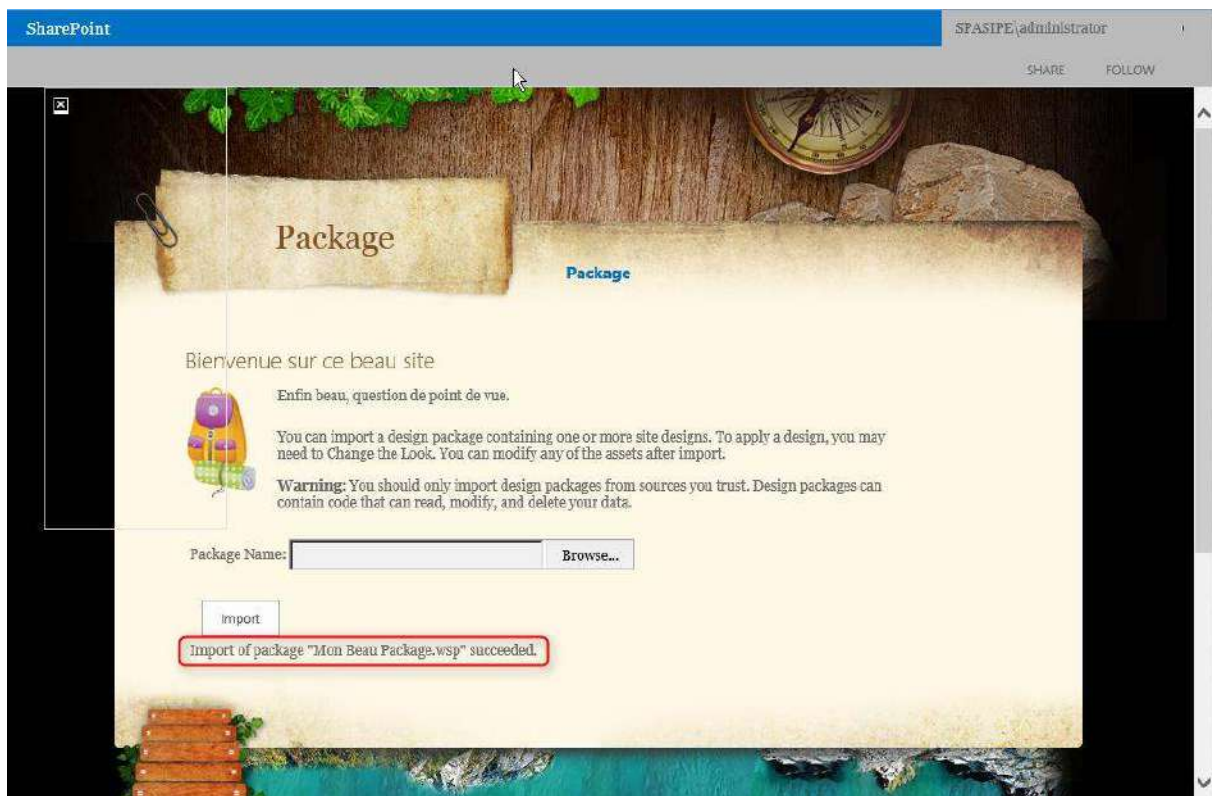 SharePoint
SPASIPE\administrator
SHARE FOLLOW
Package
Package
Bienvenue sur ce beau site
Enfin beau, question de point de vue.
You can import a design package containing one or more site designs. To apply a design, you may
need to Change the Look. You can modify any of the assets after import.
Warning: You should only import design packages from sources you trust. Design packages can
contain code that can read, modify, and delete your data.
Package Name:
Browse...
Import
Import of package "Mon Beau Package.wsp" succeeded.